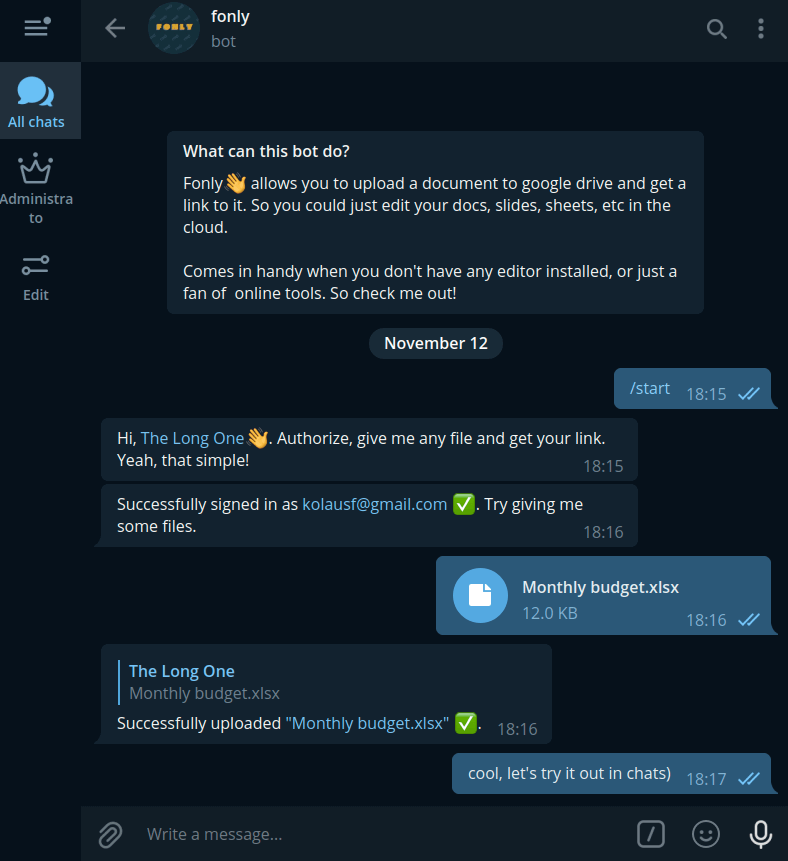 FONLY
fonly
bot
All chats
Administra
to
Edit
What can this bot do?
Fonly👋 allows you to upload a document to google drive and get a
link to it. So you could just edit your docs, slides, sheets, etc in the
cloud.
Comes in handy when you don't have any editor installed, or just a
fan of  online tools. So check me out!
November 12
/start 18:15
Hi, The Long One👋. Authorize, give me any file and get your link.
Yeah, that simple!
18:15
Successfully signed in as kolausf@gmail.com ✅. Try giving me
some files.
18:16
Monthly budget.xlsx
12.0 KB
18:16
The Long One
Monthly budget.xlsx
Successfully uploaded "Monthly budget.xlsx" ✅. 18:16
cool, let's try it out in chats) 18:17
Write a message...